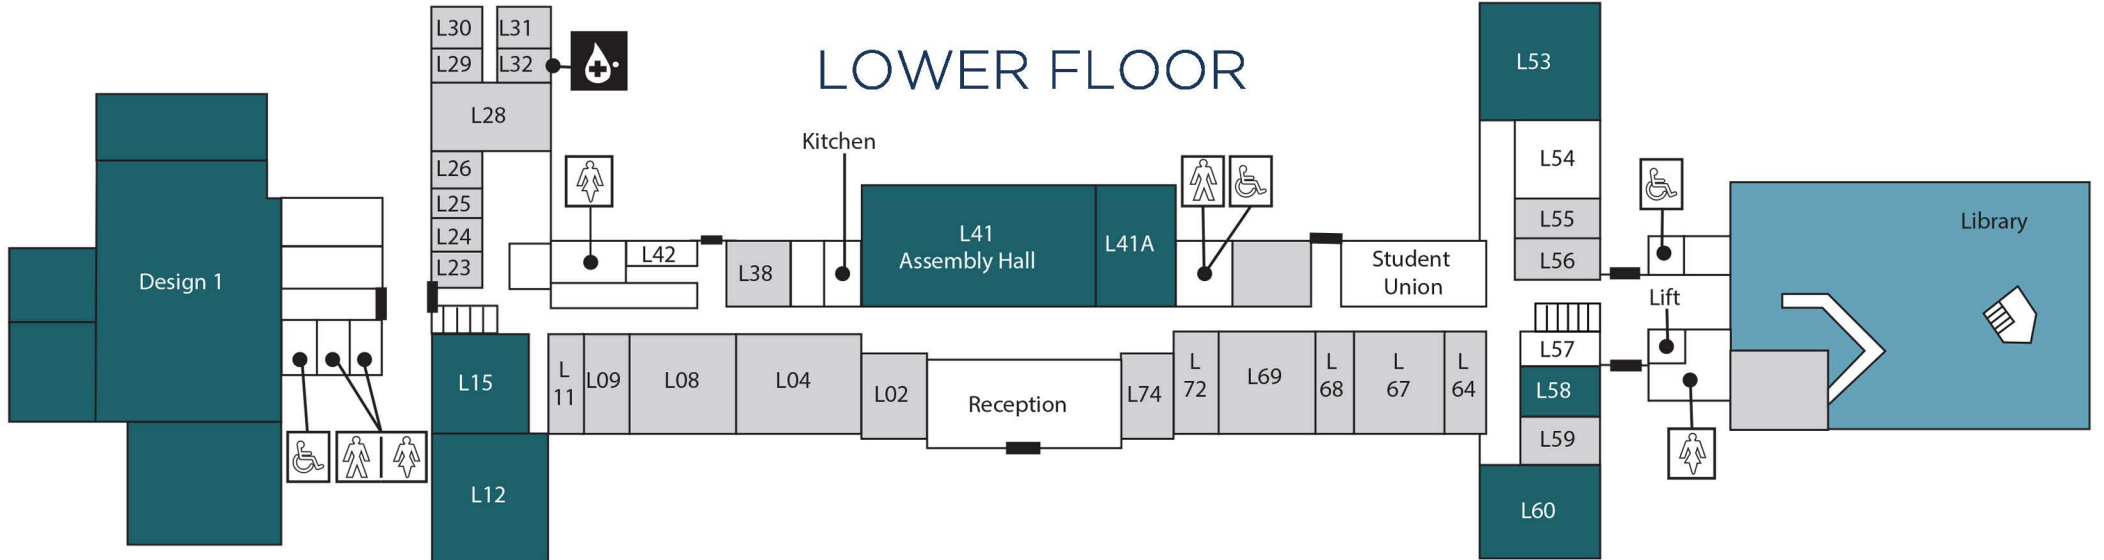 LOWER FLOOR
L30
L31
L29
L32
L28
L26
L25
L24
L23
L15
L12
Design 1
L42
L38
Kitchen
L41
Assembly Hall
L41A
Student
Union
L
11
L09
L08
L04
L02
Reception
L74
L
72
L69
L
68
L
67
L
64
L53
L54
L55
L56
L57
L58
L59
L60
Lift
Library